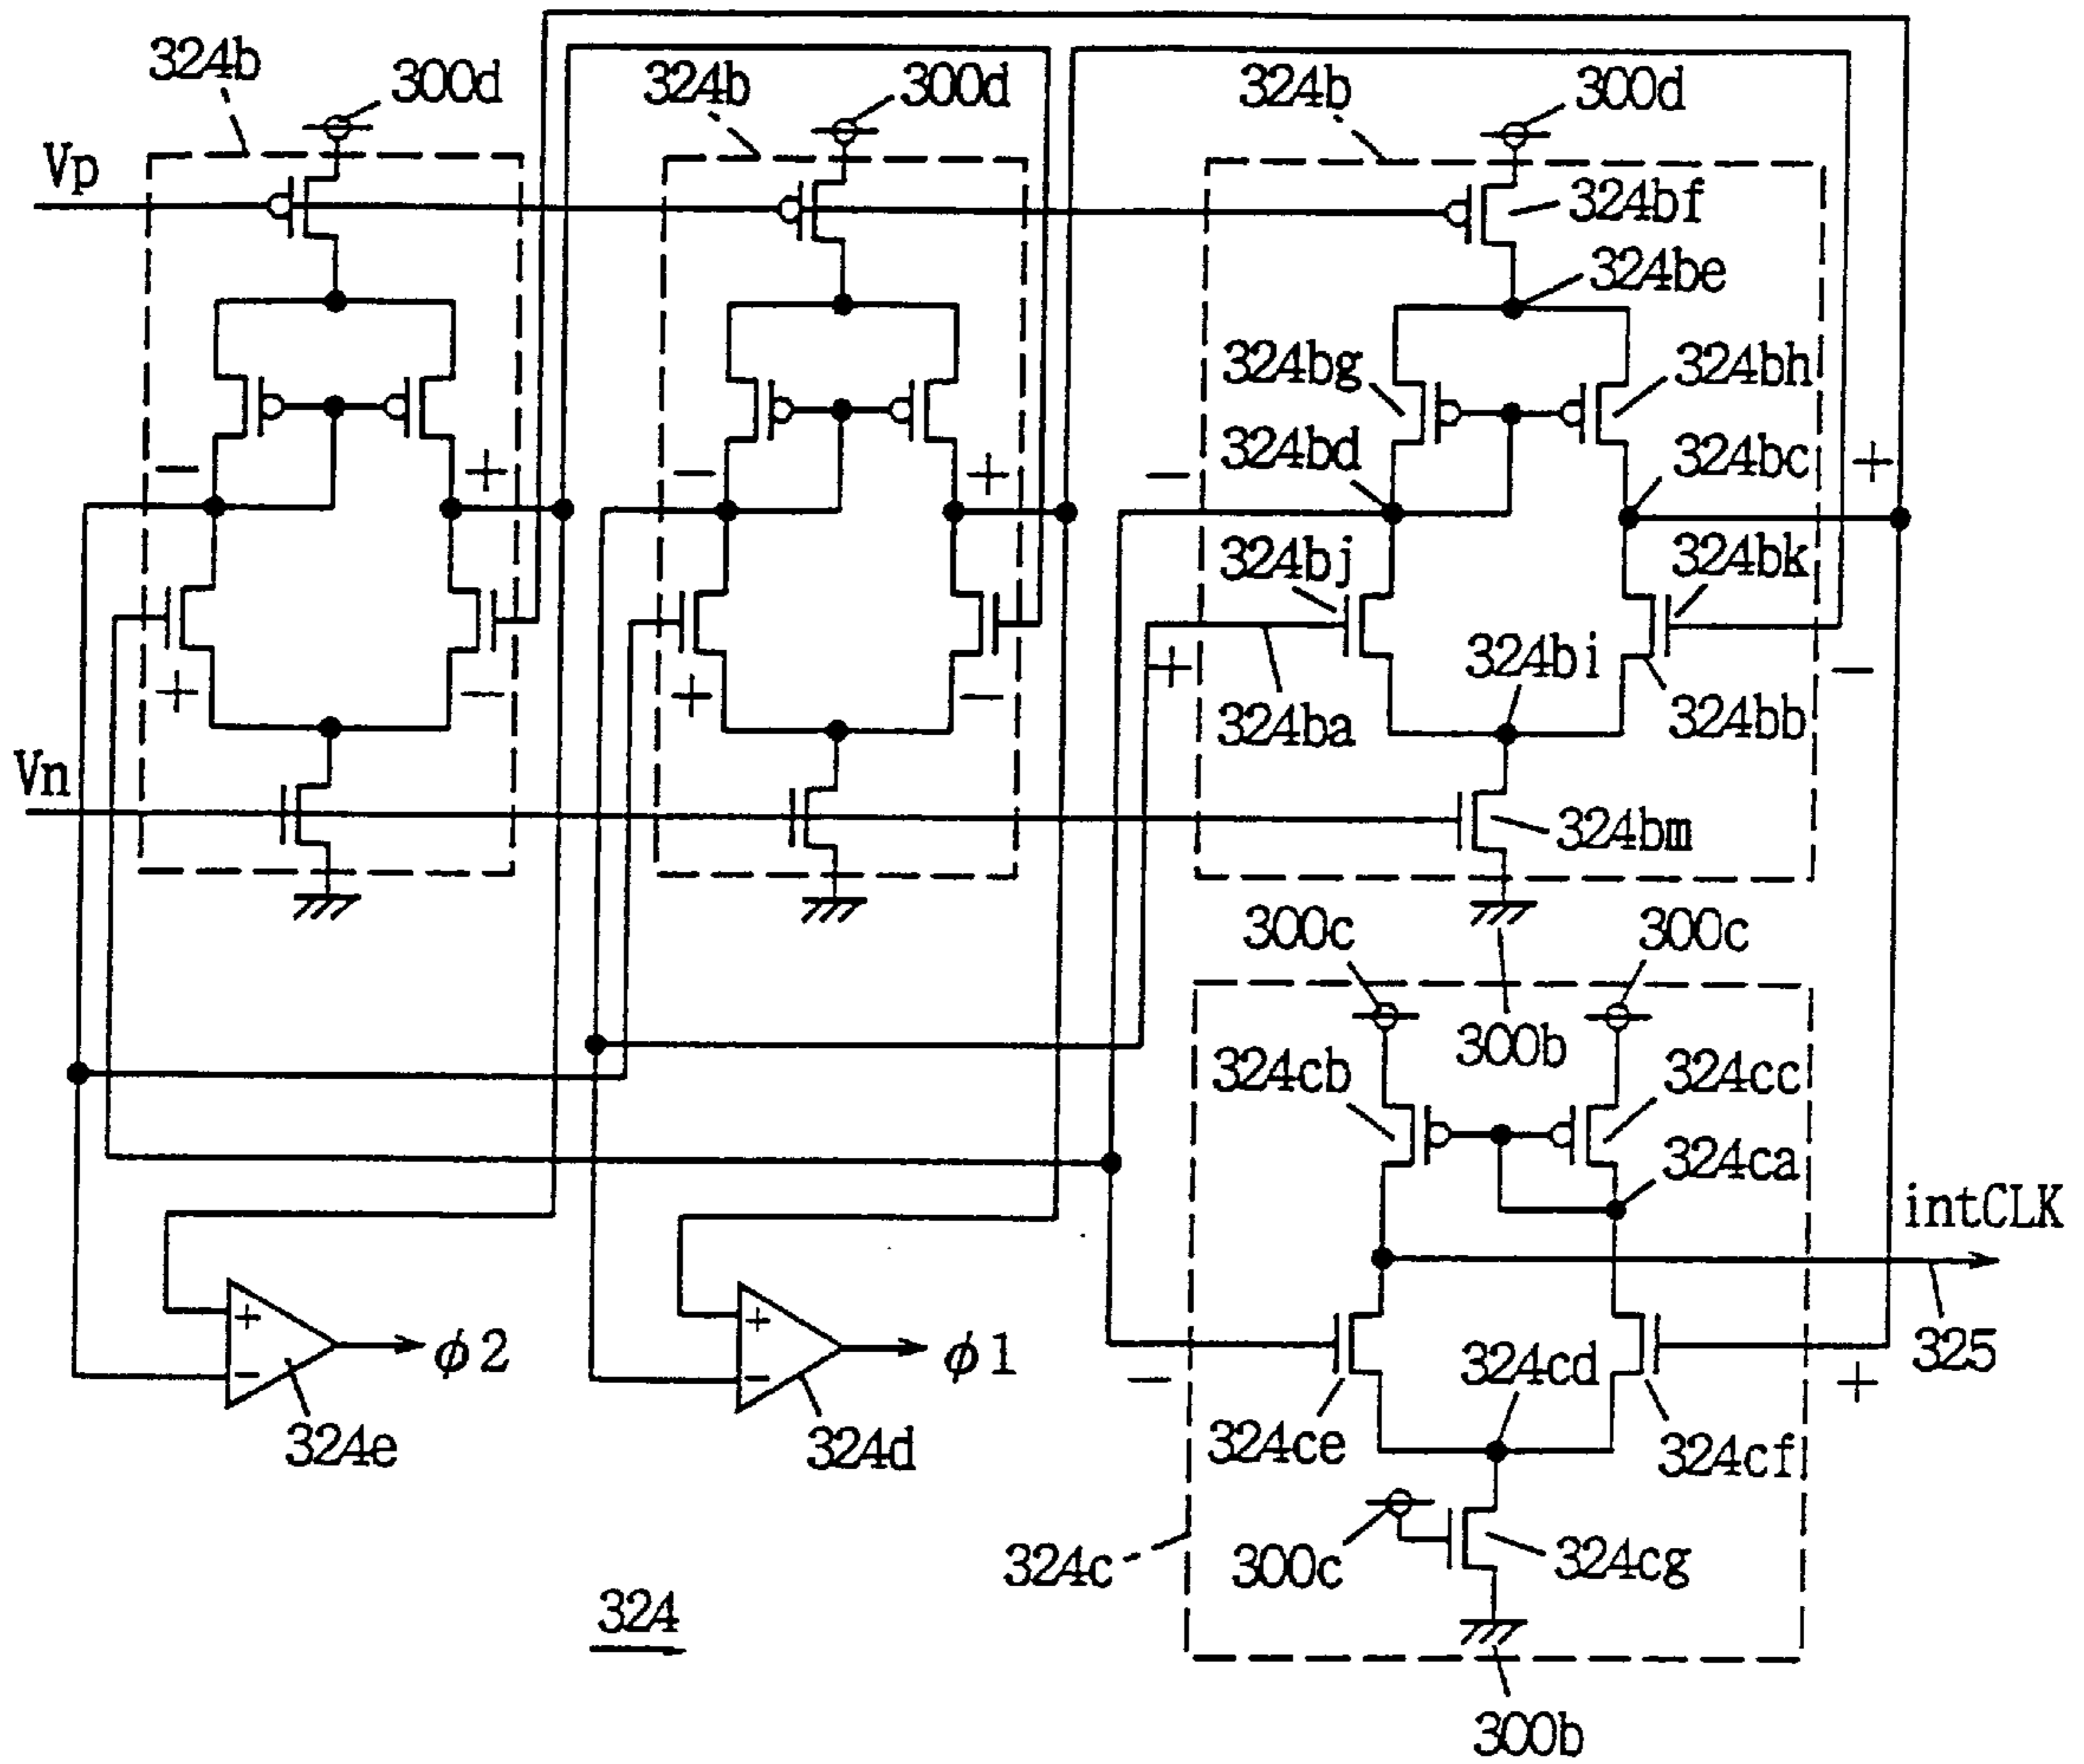 324b
300d
324b
300d
324b
300d
Vp
324bf
324be
324bg
324bh
324bd
324bc
−
+
−
+
−
+
324bj
324bk
+
−
+
−
+
−
324bi
324ba
324bb
Vn
324bm
300c
300c
300b
324cb
324cc
324ca
intCLK
325
+
−
φ2
+
−
φ1
−
+
324cd
324e
324d
324ce
324cf
300c
324cg
324c
324
300b